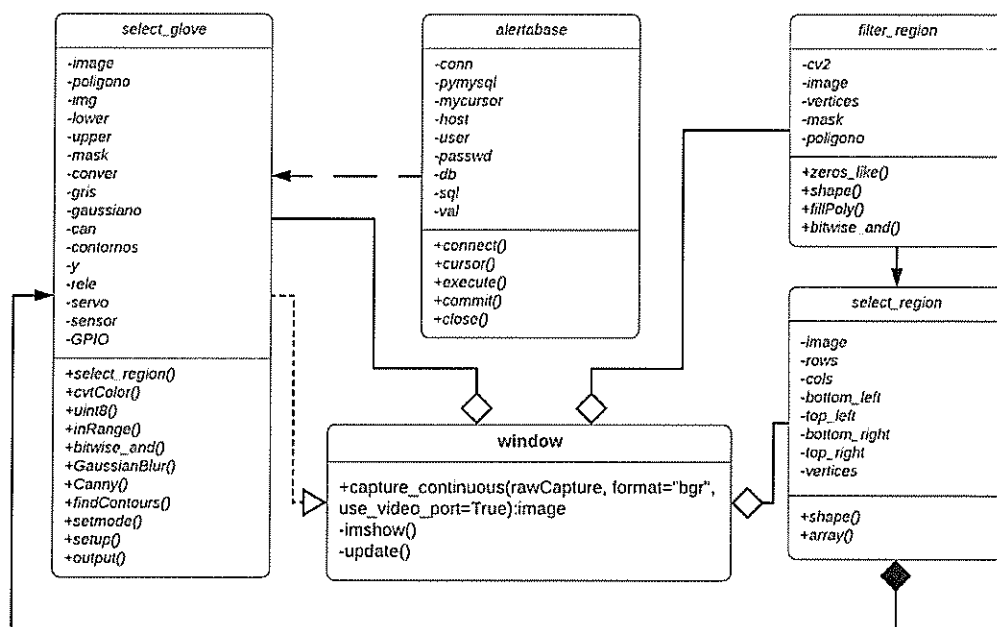 select_glove
-image
-poligono
-img
-lower
-upper
-mask
-conver
-gris
-gaussiano
-can
-contornos
-y
-rele
-servo
-sensor
-GPIO
+select_region()
+cvtColor()
+uint8()
+inRange()
+bitwise_and()
+GaussianBlur()
+Canny()
+findContours()
+setmode()
+setup()
+output()
alertabase
-conn
-pymysql
-mycursor
-host
-user
-passwd
-db
-sql
-val
+connect()
+cursor()
+execute()
+commit()
+close()
filter_region
-cv2
-image
-vertices
-mask
-poligono
+zeros_like()
+shape()
+fillPoly()
+bitwise_and()
select_region
-image
-rows
-cols
-bottom_left
-top_left
-bottom_right
-top_right
-vertices
+shape()
+array()
window
+capture_continuous(rawCapture, format="bgr",
use_video_port=True):image
-imshow()
-update()